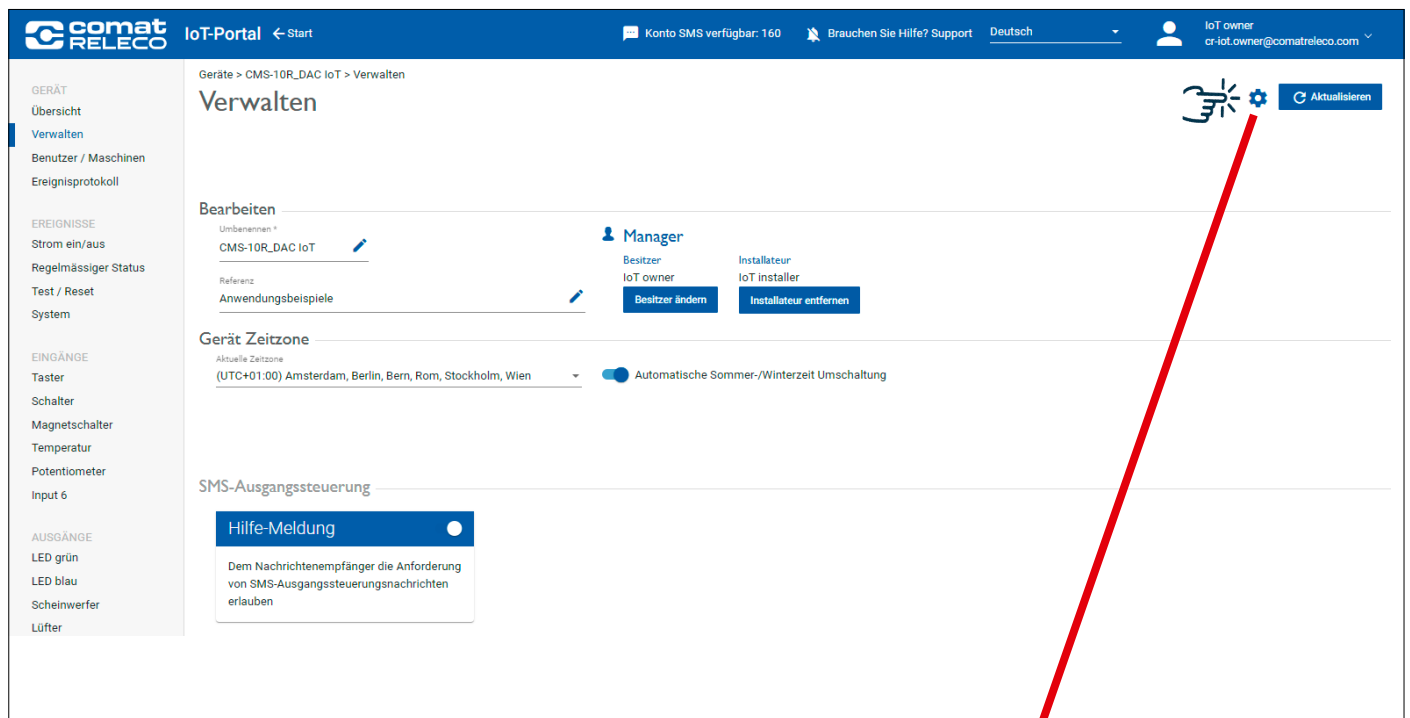 comat
RELECO
IoT-Portal
Start
Konto SMS verfügbar: 160
Brauchen Sie Hilfe? Support
Deutsch
IoT owner
cr-iot.owner@comatreleco.com
GERÄT
Übersicht
Verwalten
Benutzer / Maschinen
Ereignisprotokoll
EREIGNISSE
Strom ein/aus
Regelmässiger Status
Test / Reset
System
EINGÄNGE
Taster
Schalter
Magnetschalter
Temperatur
Potentiometer
Input 6
AUSGÄNGE
LED grün
LED blau
Scheinwerfer
Lüfter
Geräte > CMS-10R_DAC IoT > Verwalten
Verwalten
Aktualisieren
Bearbeiten
Umbenennen *
CMS-10R_DAC IoT
Referenz
Anwendungsbeispiele
Manager
Besitzer
IoT owner
Besitzer ändern
Installateur
IoT installer
Installateur entfernen
Gerät Zeitzone
Aktuelle Zeitzone
(UTC+01:00) Amsterdam, Berlin, Bern, Rom, Stockholm, Wien
Automatische Sommer-/Winterzeit Umschaltung
SMS-Ausgangssteuerung
Hilfe-Meldung
Dem Nachrichtenempfänger die Anforderung
von SMS-Ausgangssteuerungsnachrichten
erlauben